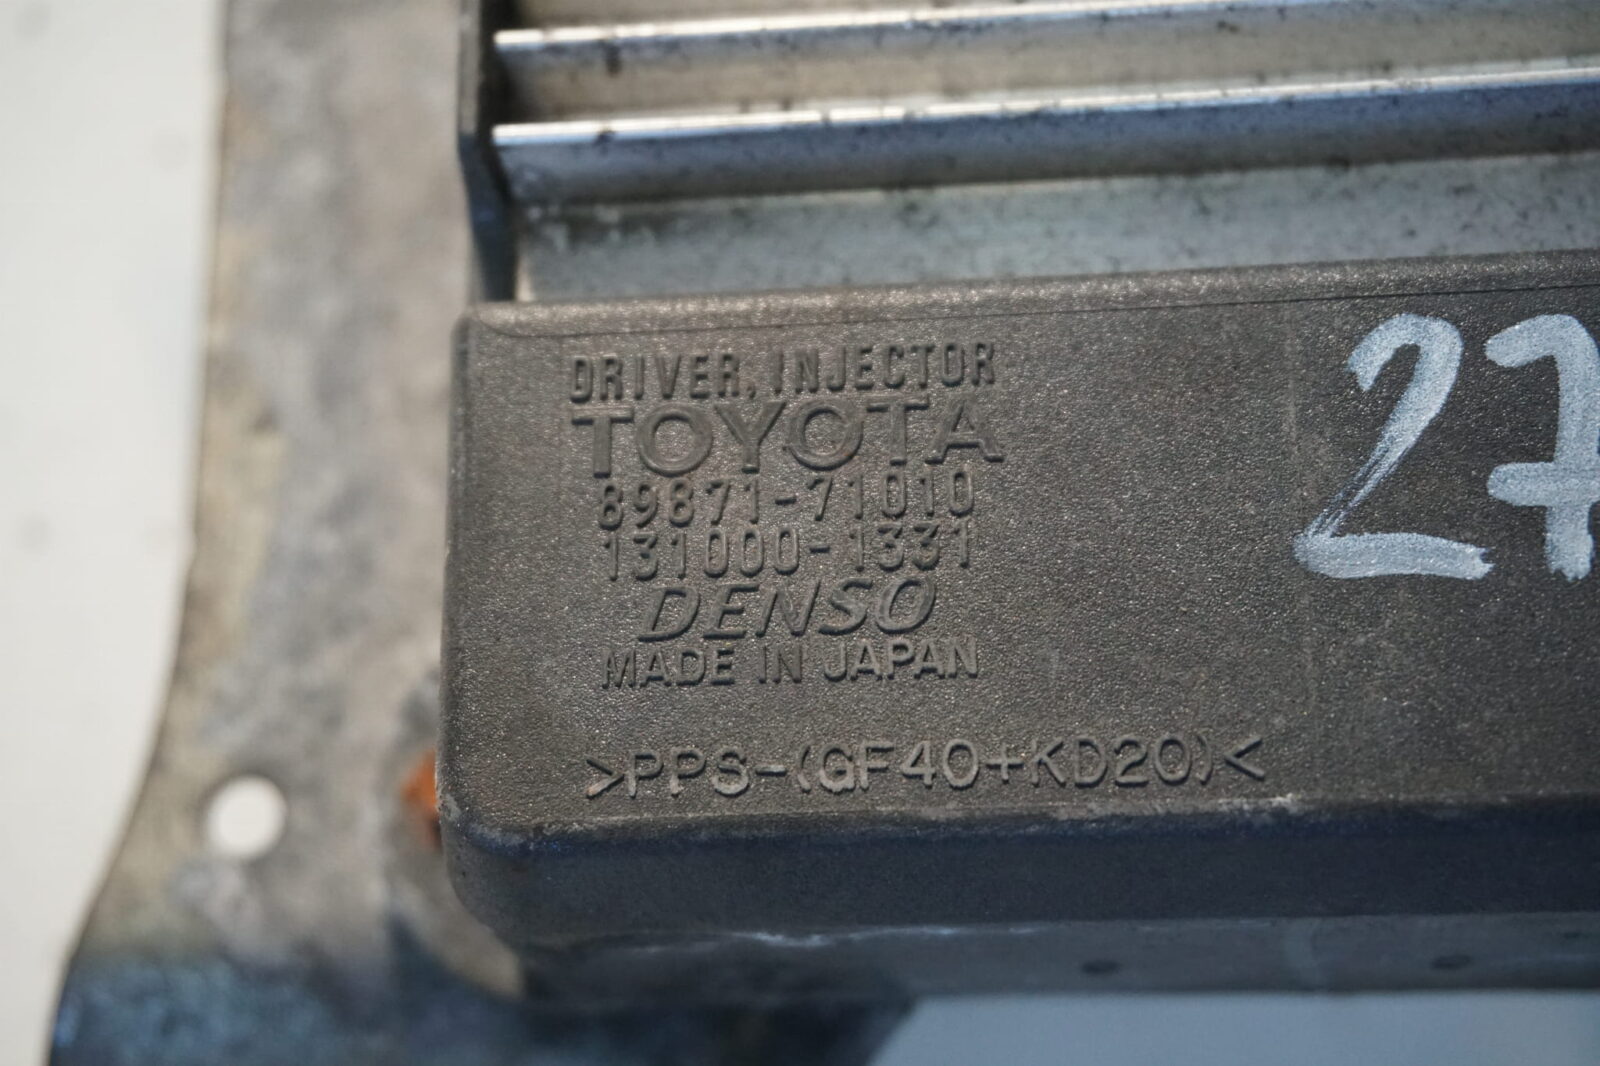 DRIVER, INJECTOR
TOYOTA
89871-71010
131000-1331
DENSO
MADE IN JAPAN
>PPS-(GF40+KD20)<
27